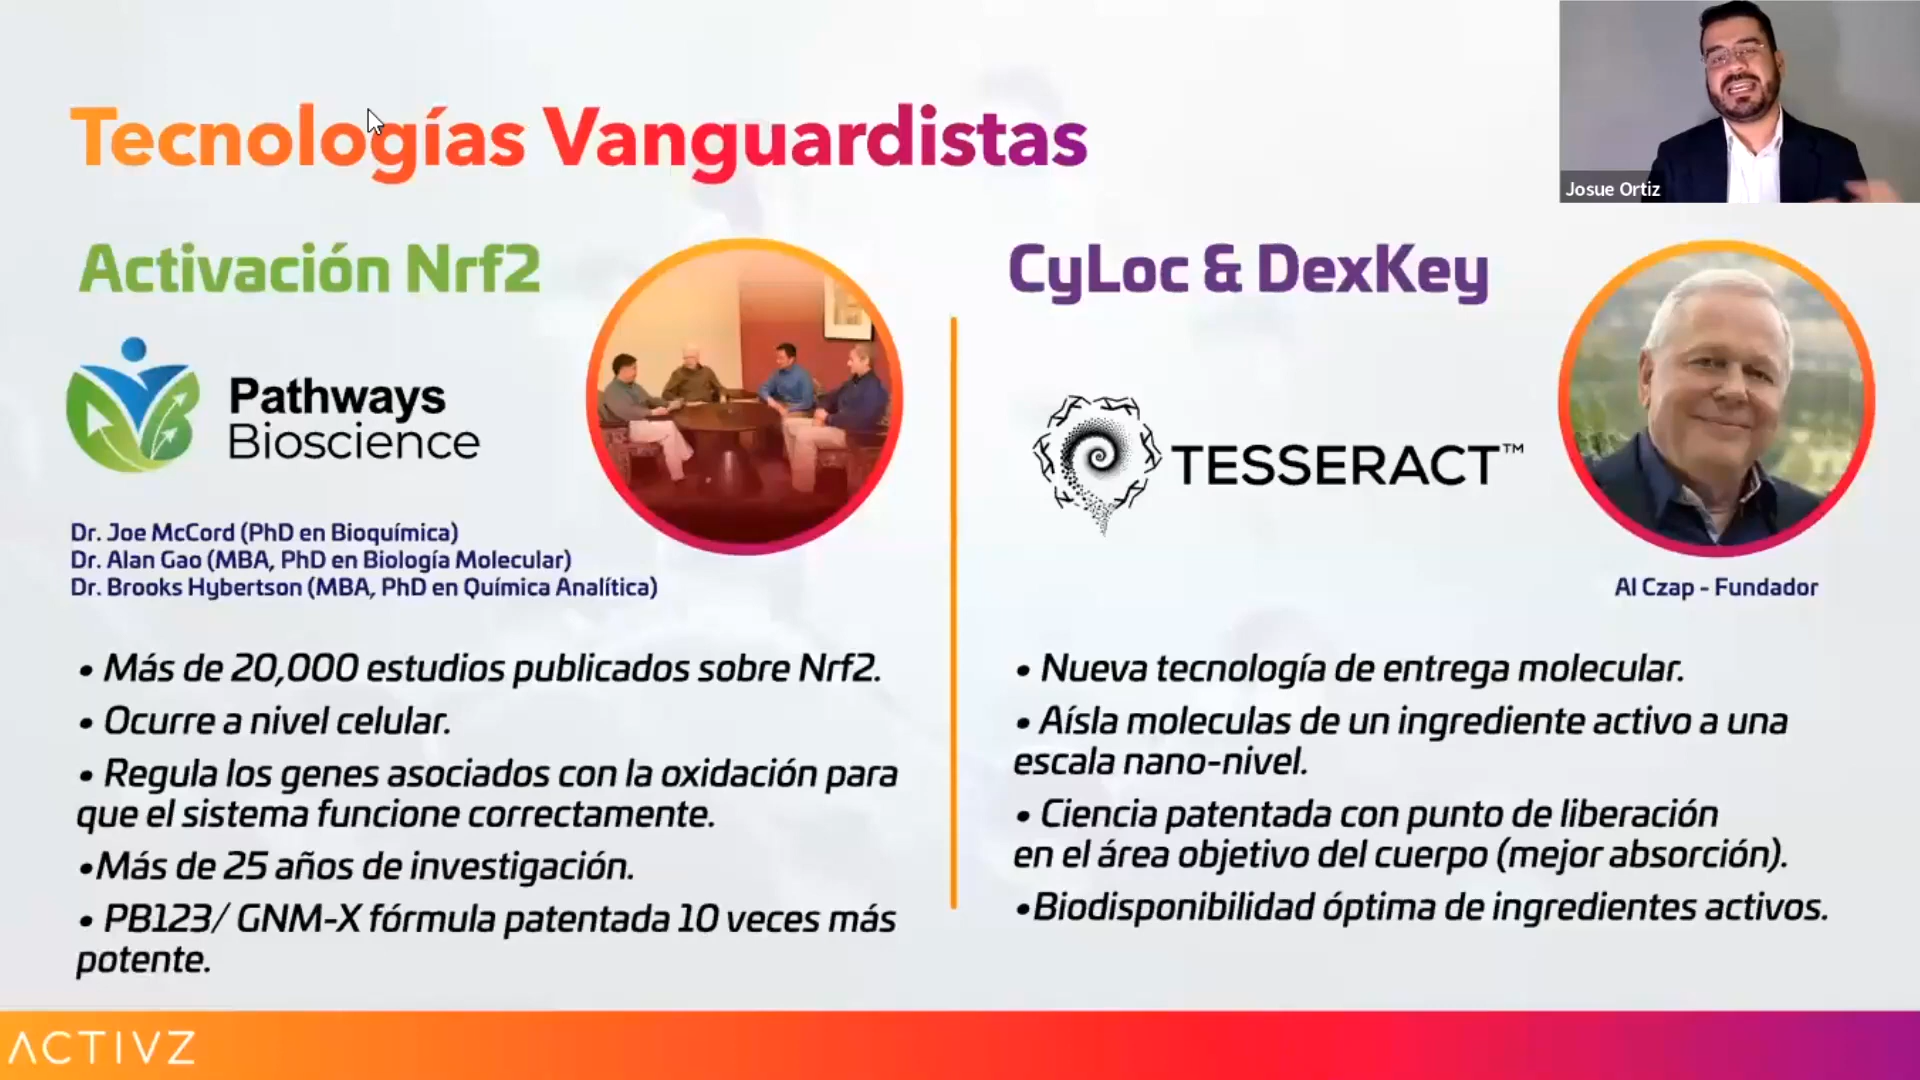 Tecnologías Vanguardistas
Josue Ortiz
Activación Nrf2
Pathways
Bioscience
Dr. Joe McCord (PhD en Bioquímica)
Dr. Alan Gao (MBA, PhD en Biología Molecular)
Dr. Brooks Hybertson (MBA, PhD en Química Analítica)
• Más de 20,000 estudios publicados sobre Nrf2.
• Ocurre a nivel celular.
• Regula los genes asociados con la oxidación para
que el sistema funcione correctamente.
•Más de 25 años de investigación.
• PB123/ GNM-X fórmula patentada 10 veces más
potente.
CyLoc & DexKey
TESSERACT™
Al Czap - Fundador
• Nueva tecnología de entrega molecular.
• Aísla moleculas de un ingrediente activo a una
escala nano-nivel.
• Ciencia patentada con punto de liberación
en el área objetivo del cuerpo (mejor absorción).
•Biodisponibilidad óptima de ingredientes activos.
ACTIVZ